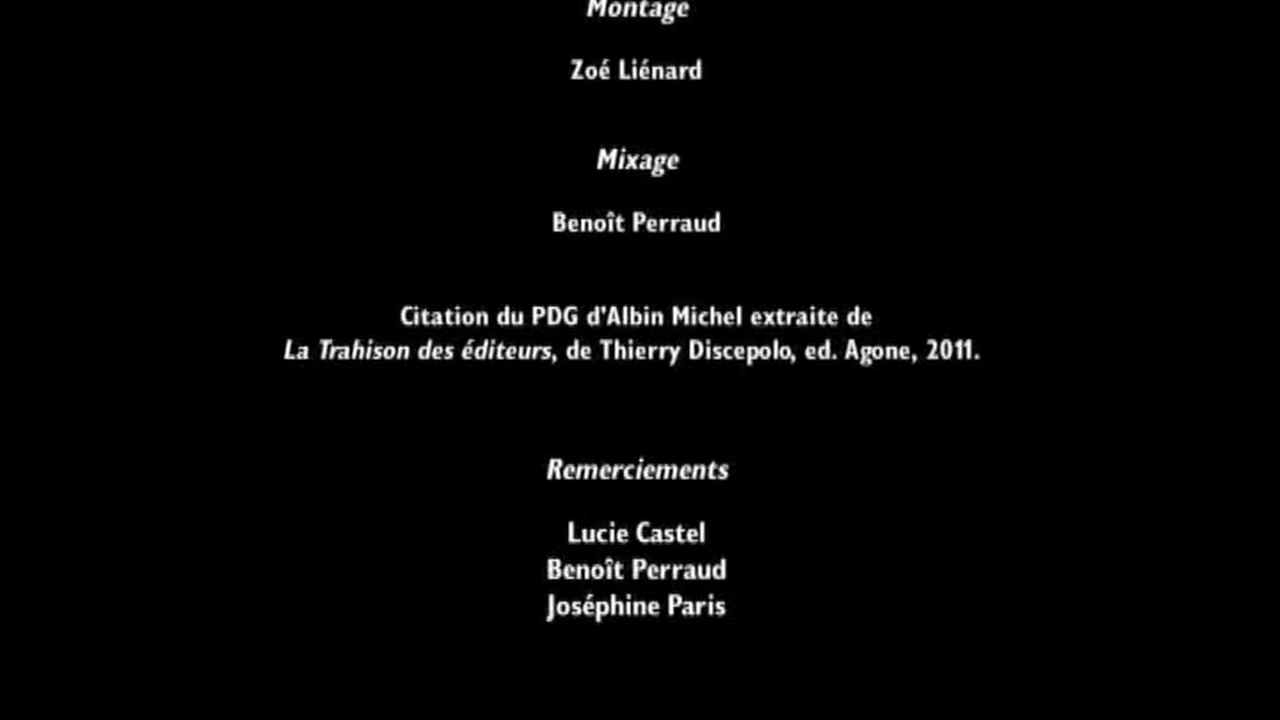 Montage
Zoé Liénard
Mixage
Benoît Perraud
Citation du PDG d'Albin Michel extraite de
La Trahison des éditeurs, de Thierry Discepolo, ed. Agone, 2011.
Remerciements
Lucie Castel
Benoît Perraud
Joséphine Paris